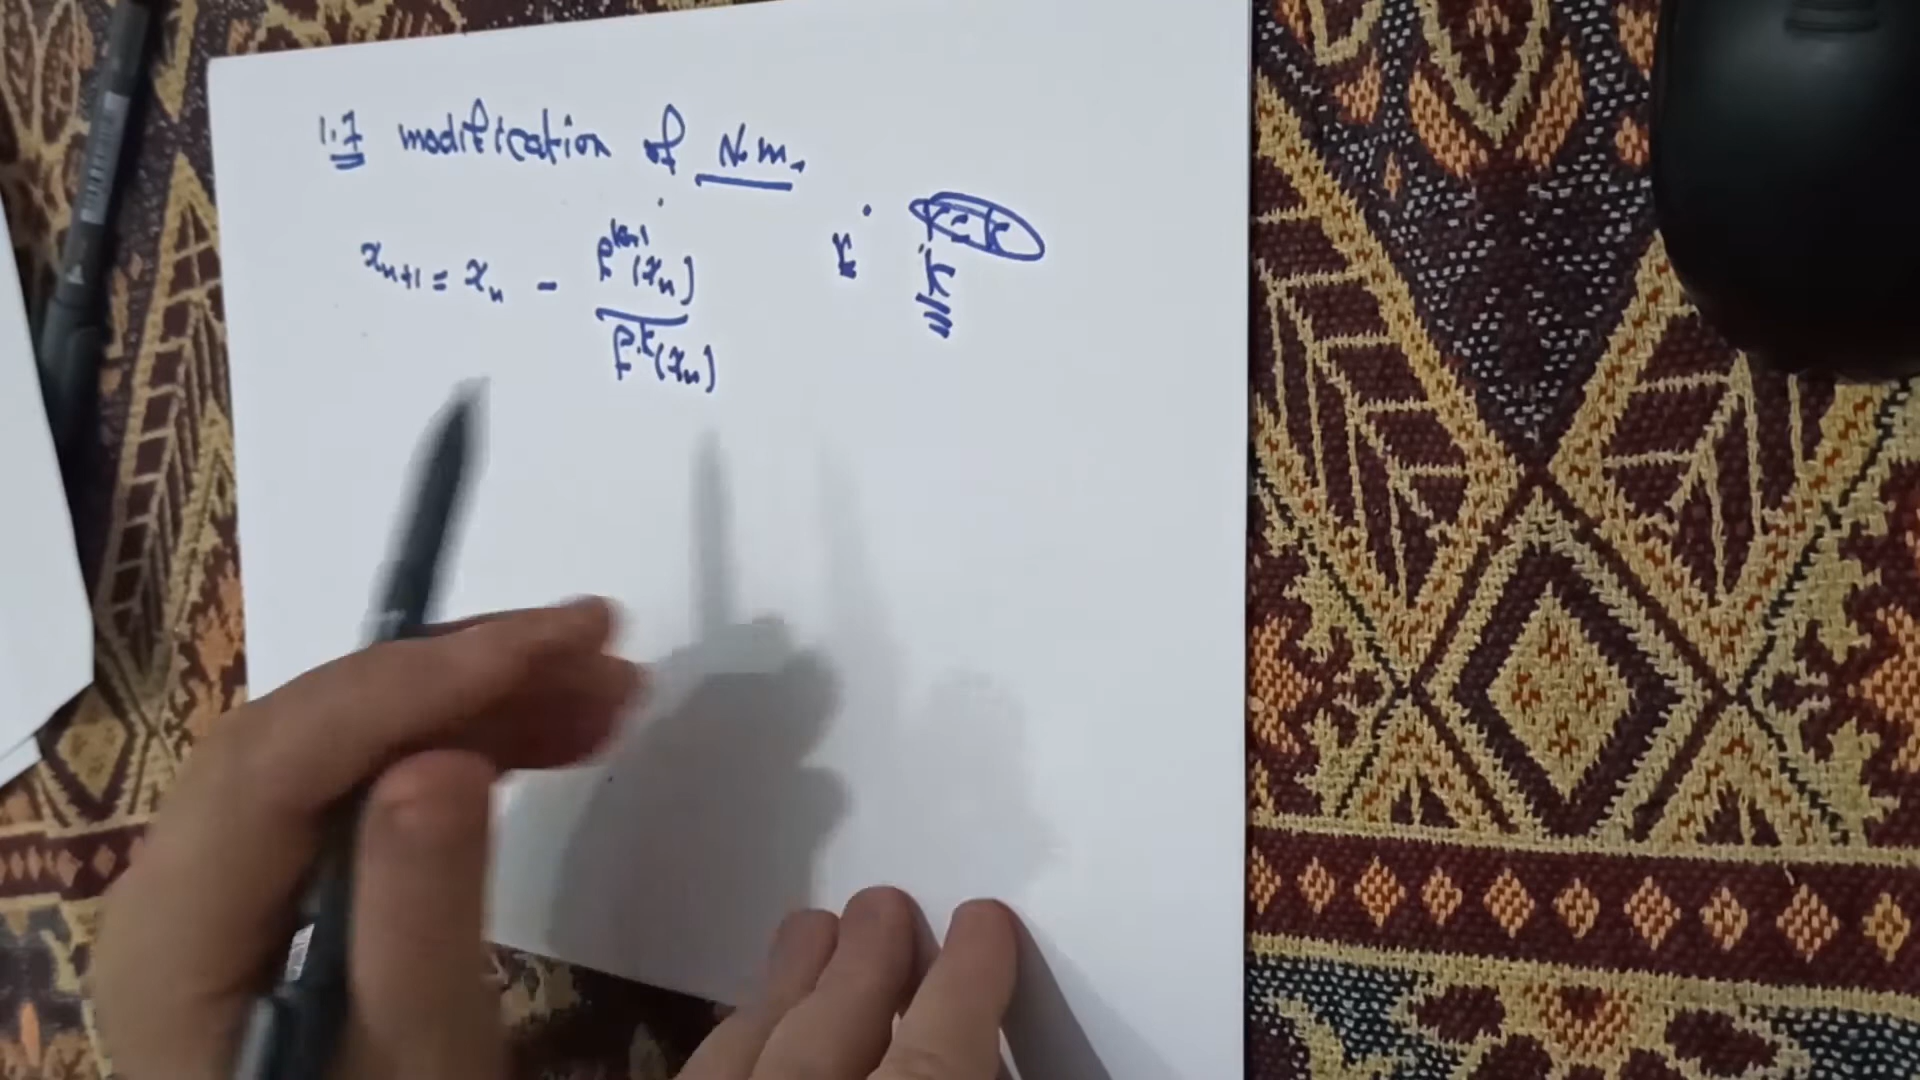 1.7 modification of N.m.
x_{n+1} = x_n - f^{k-1}(x_n) / f^k(x_n)